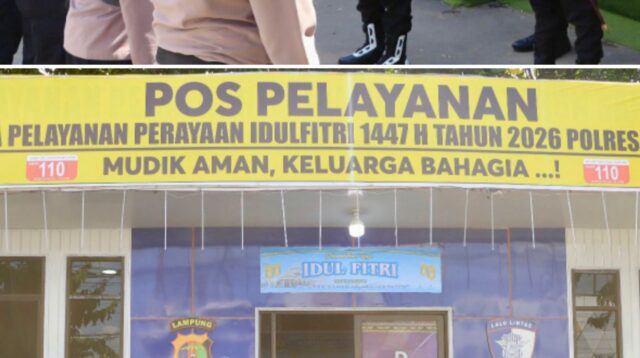 POS PELAYANAN
PELAYANAN PERAYAAN IDULFITRI 1447 H TAHUN 2026 POLRES
110
MUDIK AMAN, KELUARGA BAHAGIA ...!
110
IDUL FITRI
LAMPUNG
LALU LINTAS